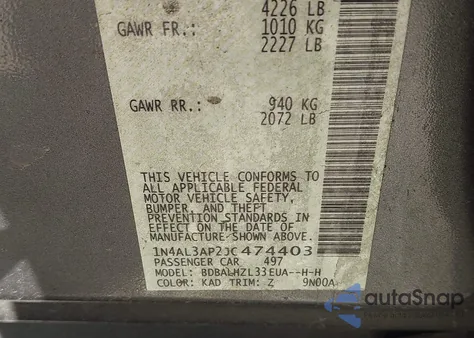 4226 LB
GAWR FR.: 1010 KG
2227 LB
GAWR RR.: 940 KG
2072 LB
THIS VEHICLE CONFORMS TO
ALL APPLICABLE FEDERAL
MOTOR VEHICLE SAFETY,
BUMPER, AND THEFT
PREVENTION STANDARDS IN
EFFECT ON THE DATE OF
MANUFACTURE SHOWN ABOVE.
1N4AL3AP2JC474403
PASSENGER CAR 497
MODEL: BDBALHZL33EUA--H-H
COLOR: KAD TRIM: Z 9N00A
autaSnap